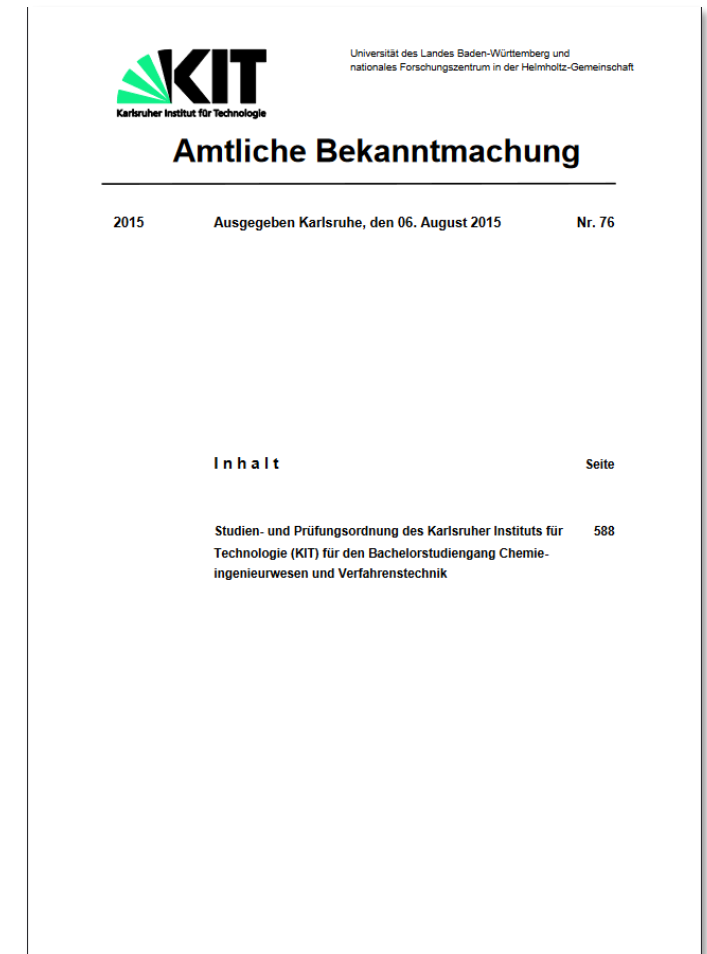 Universität des Landes Baden-Württemberg und
nationales Forschungszentrum in der Helmholtz-Gemeinschaft
KIT
Karlsruher Institut für Technologie
Amtliche Bekanntmachung
2015 Ausgegeben Karlsruhe, den 06. August 2015 Nr. 76
I n h a l t Seite
Studien- und Prüfungsordnung des Karlsruher Instituts für 588
Technologie (KIT) für den Bachelorstudiengang Chemie-
ingenieurwesen und Verfahrenstechnik